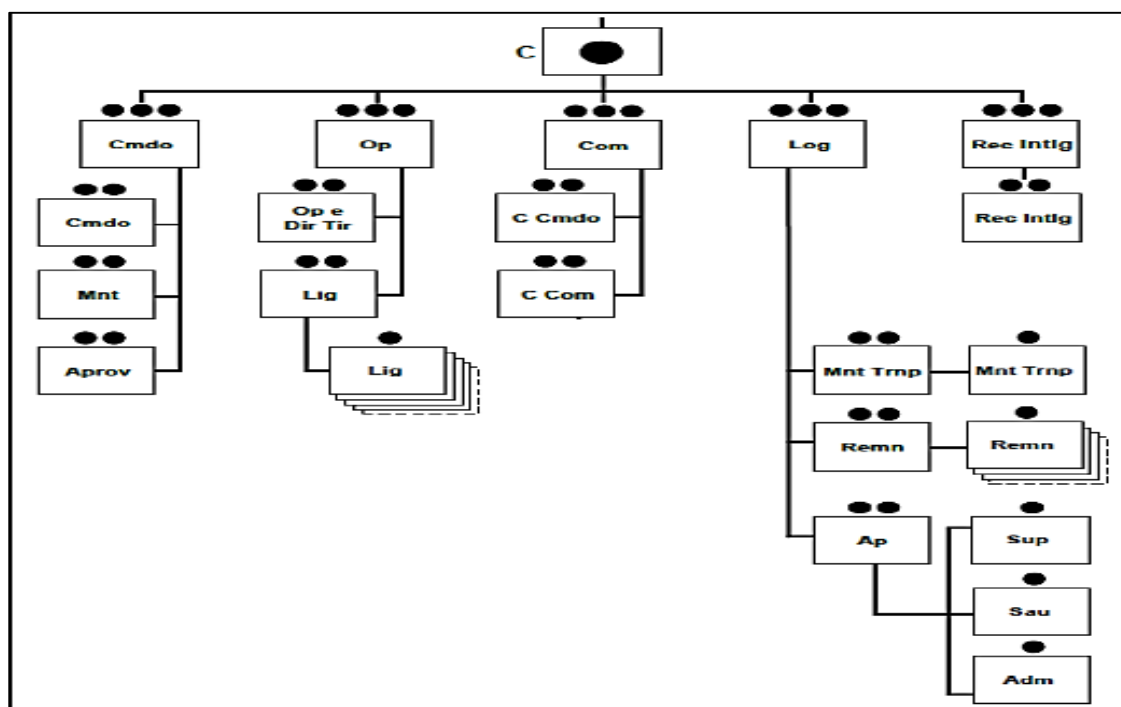 C
Cmdo
Op
Com
Log
Rec Intlg
Cmdo
Op e
Dir Tir
C Cmdo
Rec Intlg
Mnt
Lig
C Com
Aprov
Lig
Mnt Trnp
Mnt Trnp
Remn
Remn
Ap
Sup
Sau
Adm